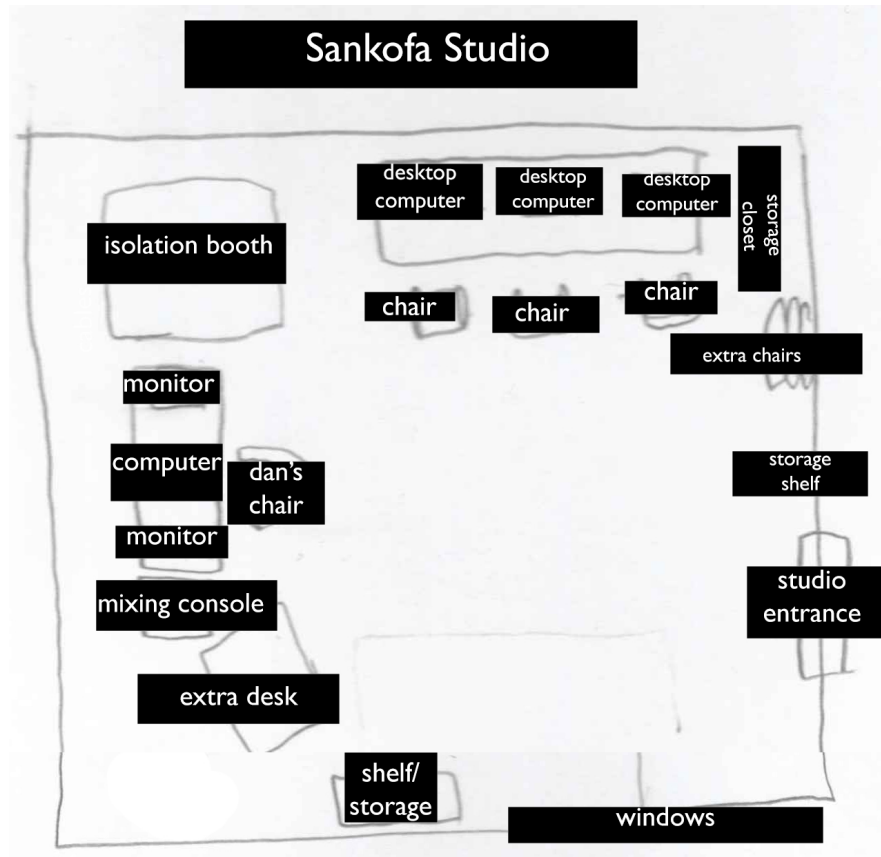 Sankofa Studio
desktop
computer
desktop
computer
desktop
computer
storage
closet
isolation booth
chair
chair
chair
extra chairs
monitor
computer
dan's
chair
storage
shelf
monitor
studio
entrance
mixing console
extra desk
shelf/
storage
windows